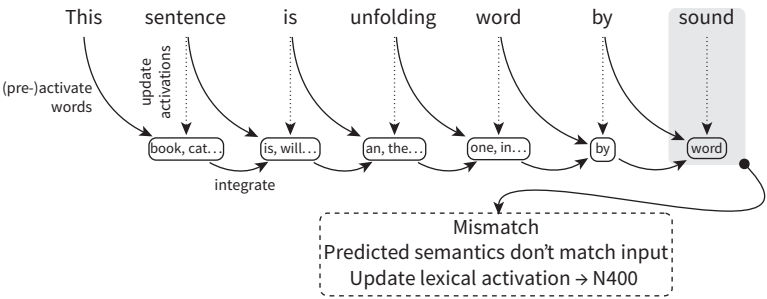 This sentence is unfolding word by sound
(pre-)activate
words
update
activations
book, cat… is, will… an, the… one, in… by word
integrate
Mismatch
Predicted semantics don’t match input
Update lexical activation → N400